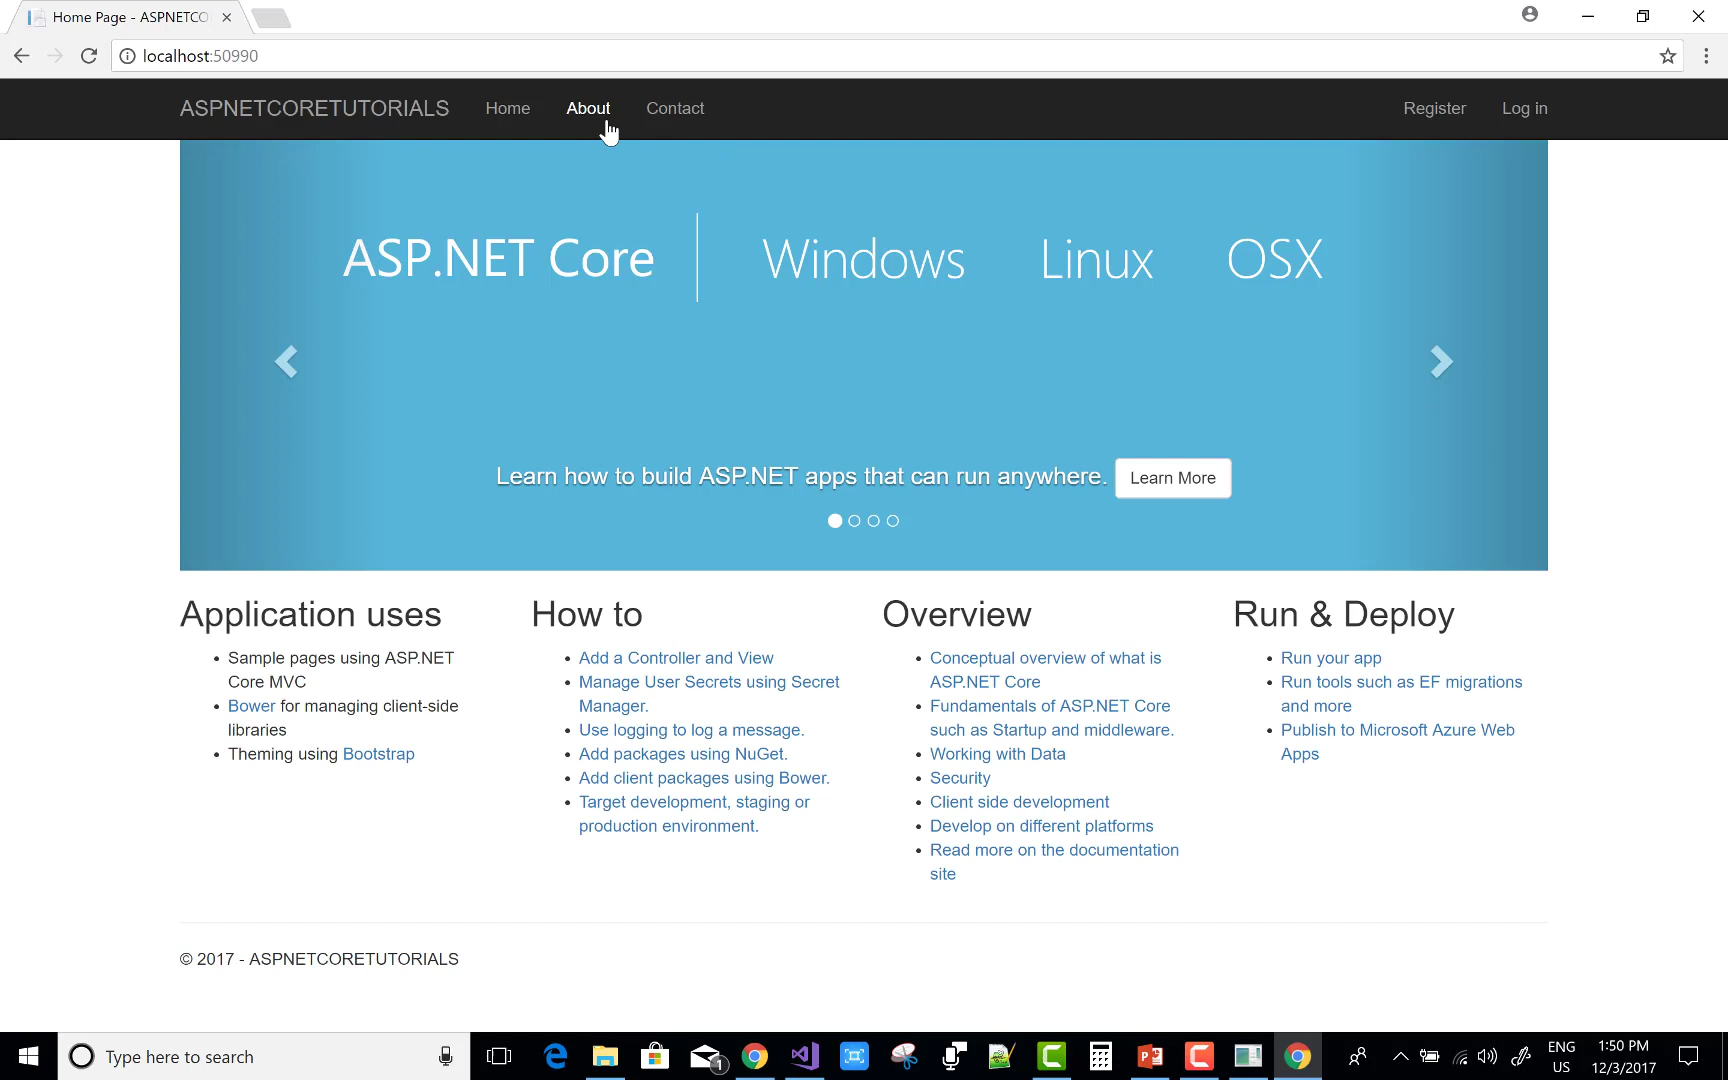 Home Page - ASPNETCO
localhost:50990
ASPNETCORETUTORIALS Home About Contact Register Log in
ASP.NET Core Windows Linux OSX
Learn how to build ASP.NET apps that can run anywhere. Learn More
Application uses
Sample pages using ASP.NET
Core MVC
Bower for managing client-side
libraries
Theming using Bootstrap
How to
Add a Controller and View
Manage User Secrets using Secret
Manager.
Use logging to log a message.
Add packages using NuGet.
Add client packages using Bower.
Target development, staging or
production environment.
Overview
Conceptual overview of what is
ASP.NET Core
Fundamentals of ASP.NET Core
such as Startup and middleware.
Working with Data
Security
Client side development
Develop on different platforms
Read more on the documentation
site
Run & Deploy
Run your app
Run tools such as EF migrations
and more
Publish to Microsoft Azure Web
Apps
© 2017 - ASPNETCORETUTORIALS
Type here to search
1
ENG
US
1:50 PM
12/3/2017